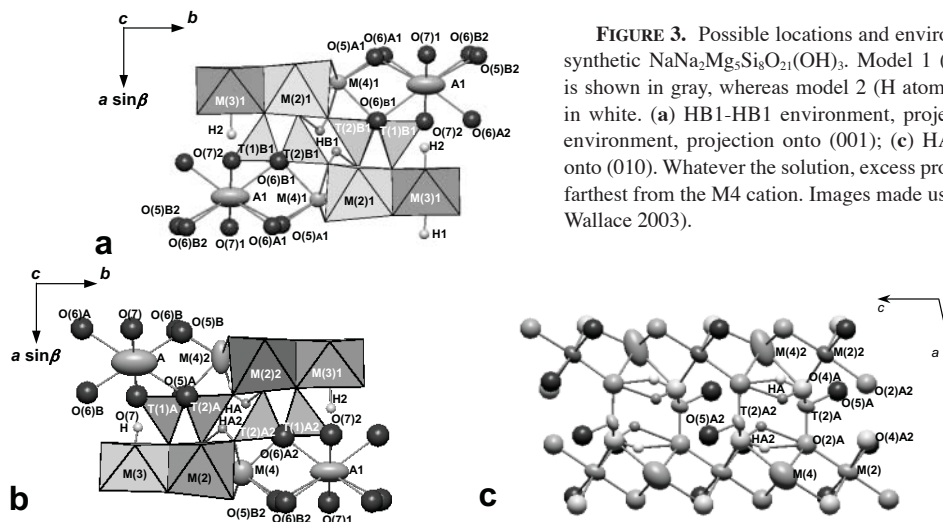 c b
a sinβ
O(5)A1 O(6)A1 O(7)1 O(6)B2
O(5)B2
M(4)1 A1
M(3)1 M(2)1
O(6)B1
H2 T(2)B1 T(1)B1 O(7)2 O(6)A2
HB1
O(7)2 T(1)B1 T(2)B1 H2
O(6)B1
A1 M(4)1 M(2)1 M(3)1
O(5)B2
O(6)B2 O(7)1 O(6)A1 O(5)A1 H1
a
FIGURE 3. Possible locations and enviro
synthetic NaNa₂Mg₅Si₈O₂₁(OH)₃. Model 1 (
is shown in gray, whereas model 2 (H atom
in white. (a) HB1-HB1 environment, proje
environment, projection onto (001); (c) HA
onto (010). Whatever the solution, excess pro
farthest from the M4 cation. Images made us
Wallace 2003).
c b
a sinβ
O(6)A O(7) O(6)B O(5)B
A M(4)2 M(2)2 M(3)1
O(5)A
O(6)B HA H2
O(7) T(1)A T(2)A
H HA2 T(2)A2 T(1)A2 O(7)2
O(6)A2
M(3) M(2) M(4) A1
O(5)B2 O(6)B2 O(7)1
b
c
a
M(4)2 M(2)2
O(4)A
HA O(2)A2
O(5)A
T(2)A2 T(2)A
O(5)A2
HA2 O(2)A O(4)A2
M(4) M(2)
c